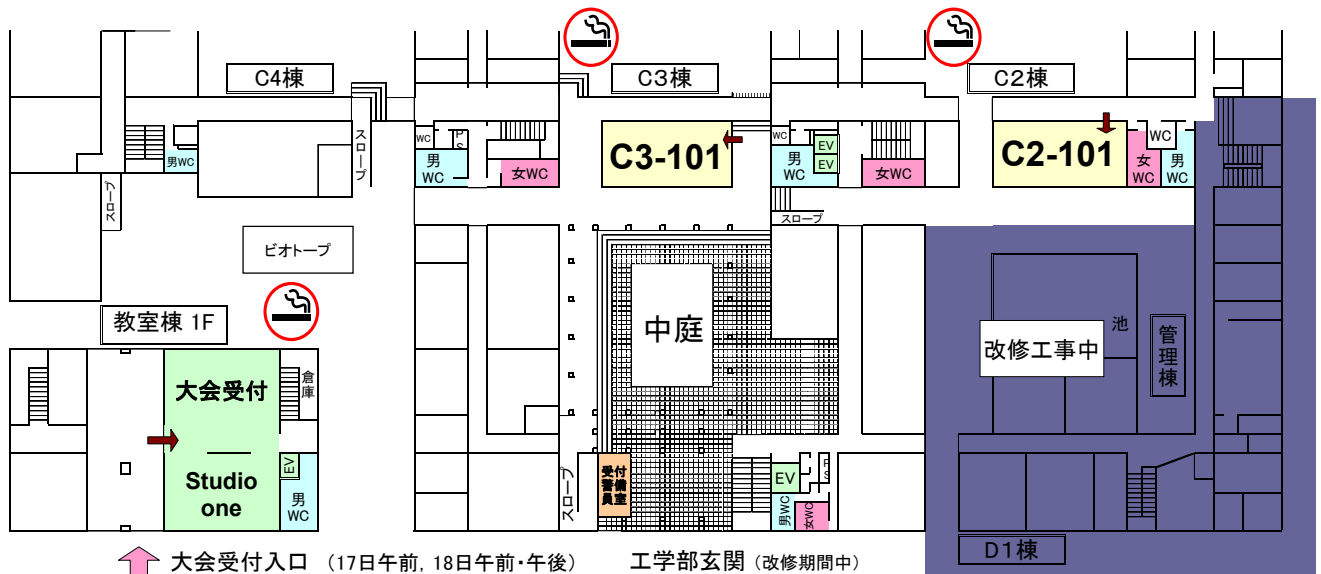 C4棟
C3棟
C2棟
スロープ
WC
PS
WC
EV
EV
WC
男WC
男
WC
女WC
C3-101
男
WC
女WC
C2-101
女
WC
男
WC
スロープ
スロープ
ビオトープ
教室棟 1F
中庭
改修工事中
池
管理棟
大会受付
倉庫
Studio
one
EV
男
WC
スロープ
受付
警備
員室
EV
PS
男WC
女WC
D1棟
大会受付入口 (17日午前, 18日午前・午後)
工学部玄関 (改修期間中)